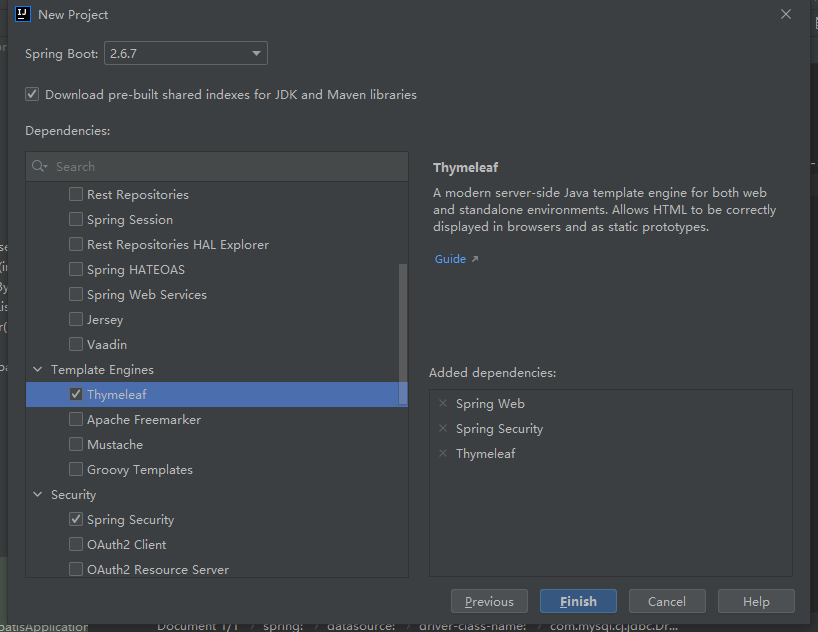 New Project
Spring Boot: 2.6.7
Download pre-built shared indexes for JDK and Maven libraries
Dependencies:
Search
Rest Repositories
Spring Session
Rest Repositories HAL Explorer
Spring HATEOAS
Spring Web Services
Jersey
Vaadin
Template Engines
Thymeleaf
Apache Freemarker
Mustache
Groovy Templates
Security
Spring Security
OAuth2 Client
OAuth2 Resource Server
Thymeleaf
A modern server-side Java template engine for both web
and standalone environments. Allows HTML to be correctly
displayed in browsers and as static prototypes.
Guide
Added dependencies:
Spring Web
Spring Security
Thymeleaf
Previous
Finish
Cancel
Help
batisApplication
Document 1/1 spring: datasource: driver-class-name: com.mysql.cj.jdbc.Dr...